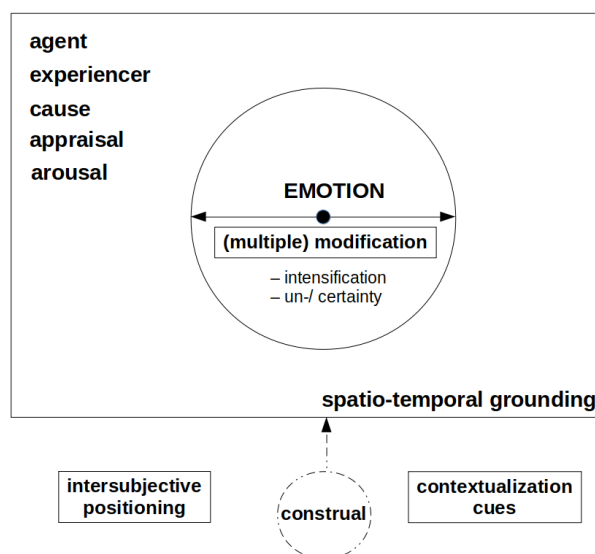 agent
experiencer
cause
appraisal
arousal
EMOTION
(multiple) modification
– intensification
– un-/ certainty
spatio-temporal grounding
intersubjective
positioning
construal
contextualization
cues